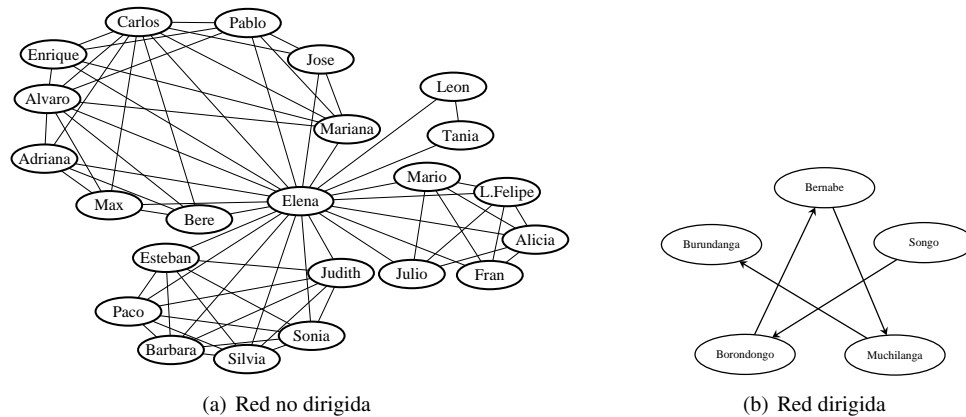 Carlos
Pablo
Enrique
Jose
Leon
Alvaro
Mariana
Tania
Adriana
Mario
L.Felipe
Max
Bere
Elena
Alicia
Esteban
Judith
Julio
Fran
Paco
Sonia
Barbara
Silvia
(a) Red no dirigida
Bernabe
Burundanga
Songo
Borondongo
Muchilanga
(b) Red dirigida